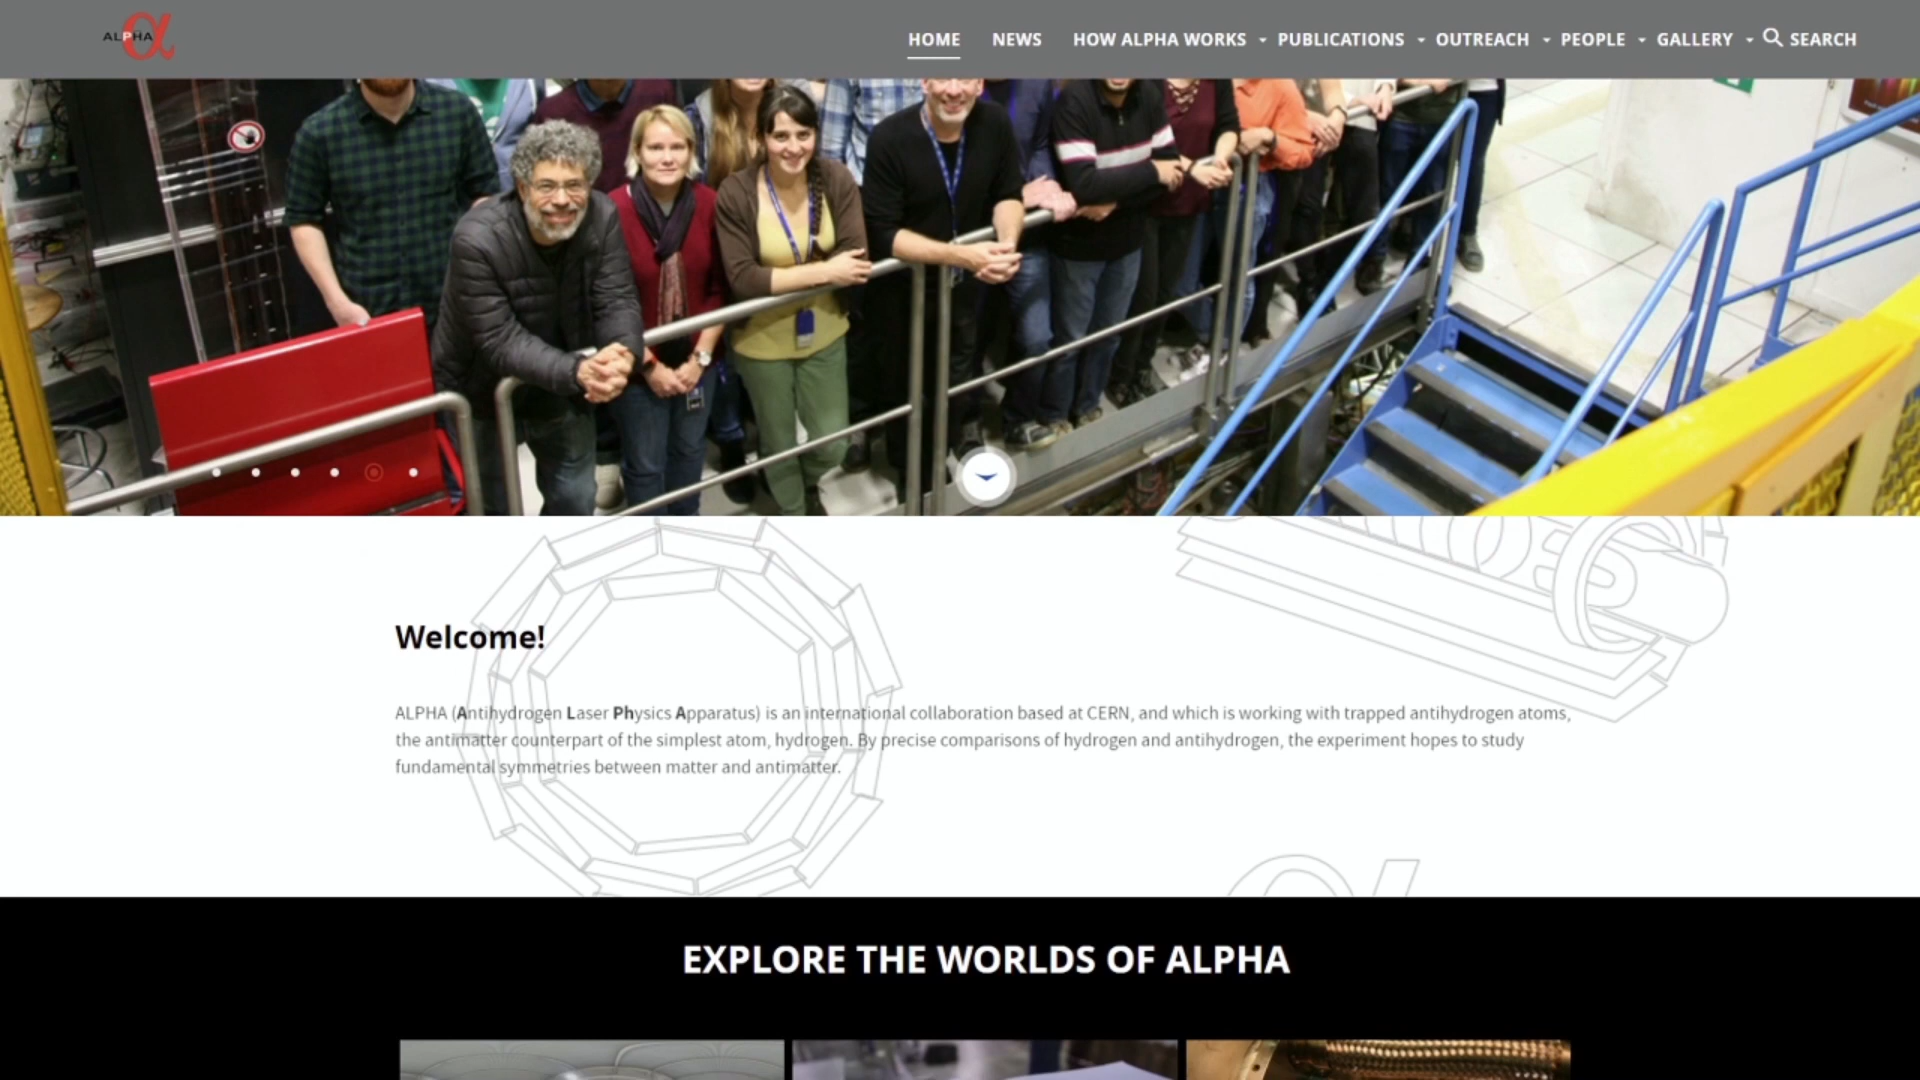 ALPHA
HOME NEWS HOW ALPHA WORKS PUBLICATIONS OUTREACH PEOPLE GALLERY SEARCH
Welcome!
ALPHA (Antihydrogen Laser Physics Apparatus) is an international collaboration based at CERN, and which is working with trapped antihydrogen atoms,
the antimatter counterpart of the simplest atom, hydrogen. By precise comparisons of hydrogen and antihydrogen, the experiment hopes to study
fundamental symmetries between matter and antimatter.
EXPLORE THE WORLDS OF ALPHA